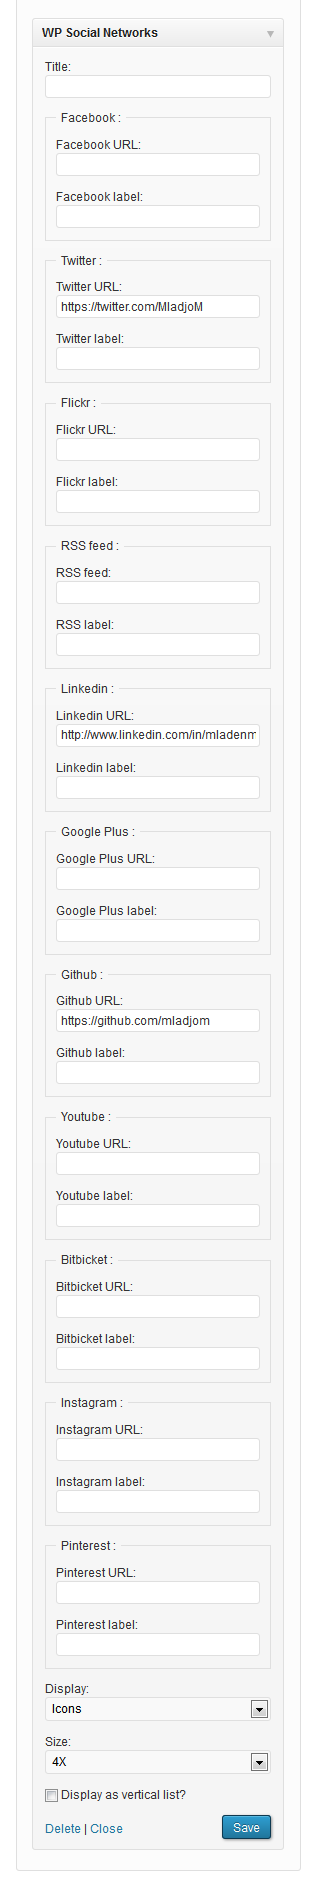 WP Social Networks
Title:
Facebook :
Facebook URL:
Facebook label:
Twitter :
Twitter URL:
https://twitter.com/MladjoM
Twitter label:
Flickr :
Flickr URL:
Flickr label:
RSS feed :
RSS feed:
RSS label:
Linkedin :
Linkedin URL:
http://www.linkedin.com/in/mladenm
Linkedin label:
Google Plus :
Google Plus URL:
Google Plus label:
Github :
Github URL:
https://github.com/mladjom
Github label:
Youtube :
Youtube URL:
Youtube label:
Bitbicket :
Bitbicket URL:
Bitbicket label:
Instagram :
Instagram URL:
Instagram label:
Pinterest :
Pinterest URL:
Pinterest label:
Display:
Icons
Size:
4X
Display as vertical list?
Delete | Close Save